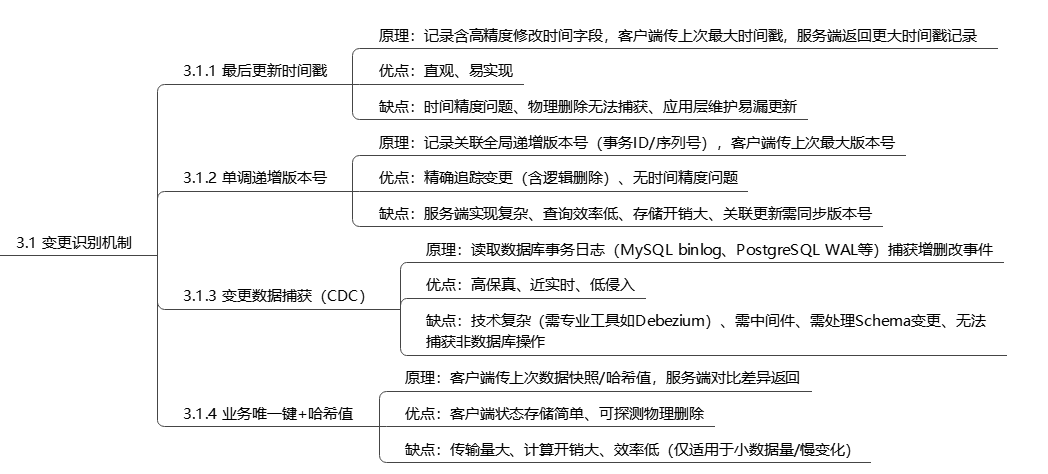 3.1 变更识别机制
3.1.1 最后更新时间戳
原理：记录含高精度修改时间字段，客户端传上次最大时间戳，服务端返回更大时间戳记录
优点：直观、易实现
缺点：时间精度问题、物理删除无法捕获、应用层维护易漏更新
3.1.2 单调递增版本号
原理：记录关联全局递增版本号（事务ID/序列号），客户端传上次最大版本号
优点：精确追踪变更（含逻辑删除）、无时间精度问题
缺点：服务端实现复杂、查询效率低、存储开销大、关联更新需同步版本号
3.1.3 变更数据捕获（CDC）
原理：读取数据库事务日志（MySQL binlog、PostgreSQL WAL等）捕获增删改事件
优点：高保真、近实时、低侵入
缺点：技术复杂（需专业工具如Debezium）、需中间件、需处理Schema变更、无法
捕获非数据库操作
3.1.4 业务唯一键+哈希值
原理：客户端传上次数据快照/哈希值，服务端对比差异返回
优点：客户端状态存储简单、可探测物理删除
缺点：传输量大、计算开销大、效率低（仅适用于小数据量/慢变化）